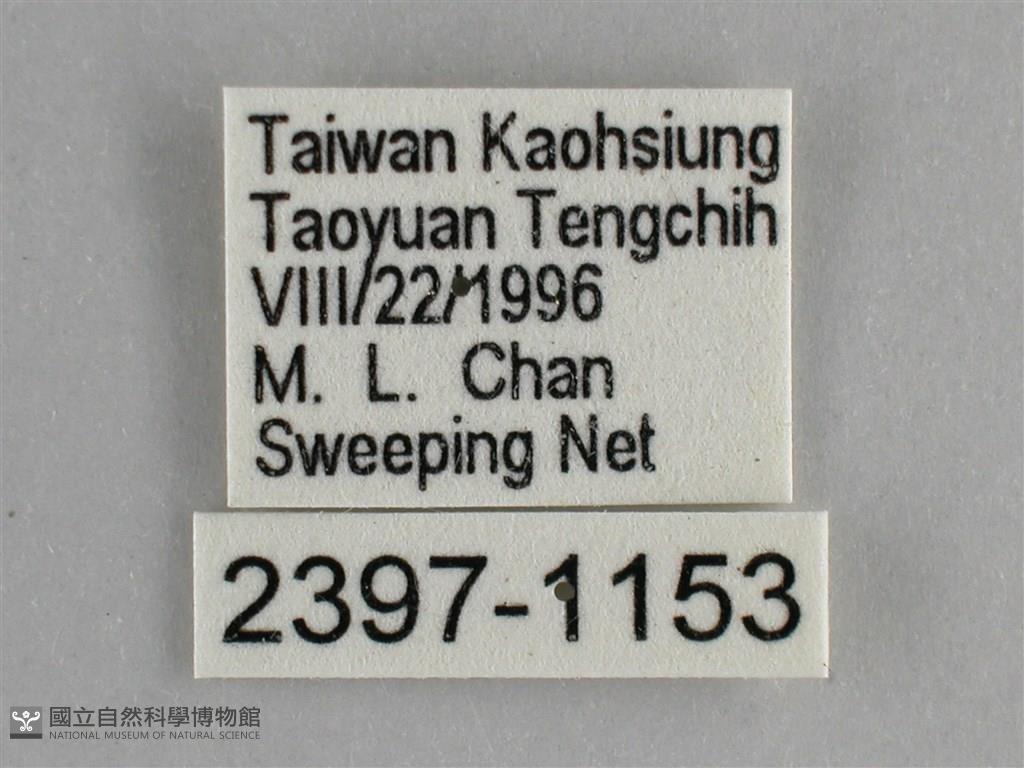 Taiwan Kaohsiung
Taoyuan Tengchih
VIII/22/1996
M. L. Chan
Sweeping Net
2397-1153
國立自然科學博物館
NATIONAL MUSEUM OF NATURAL SCIENCE